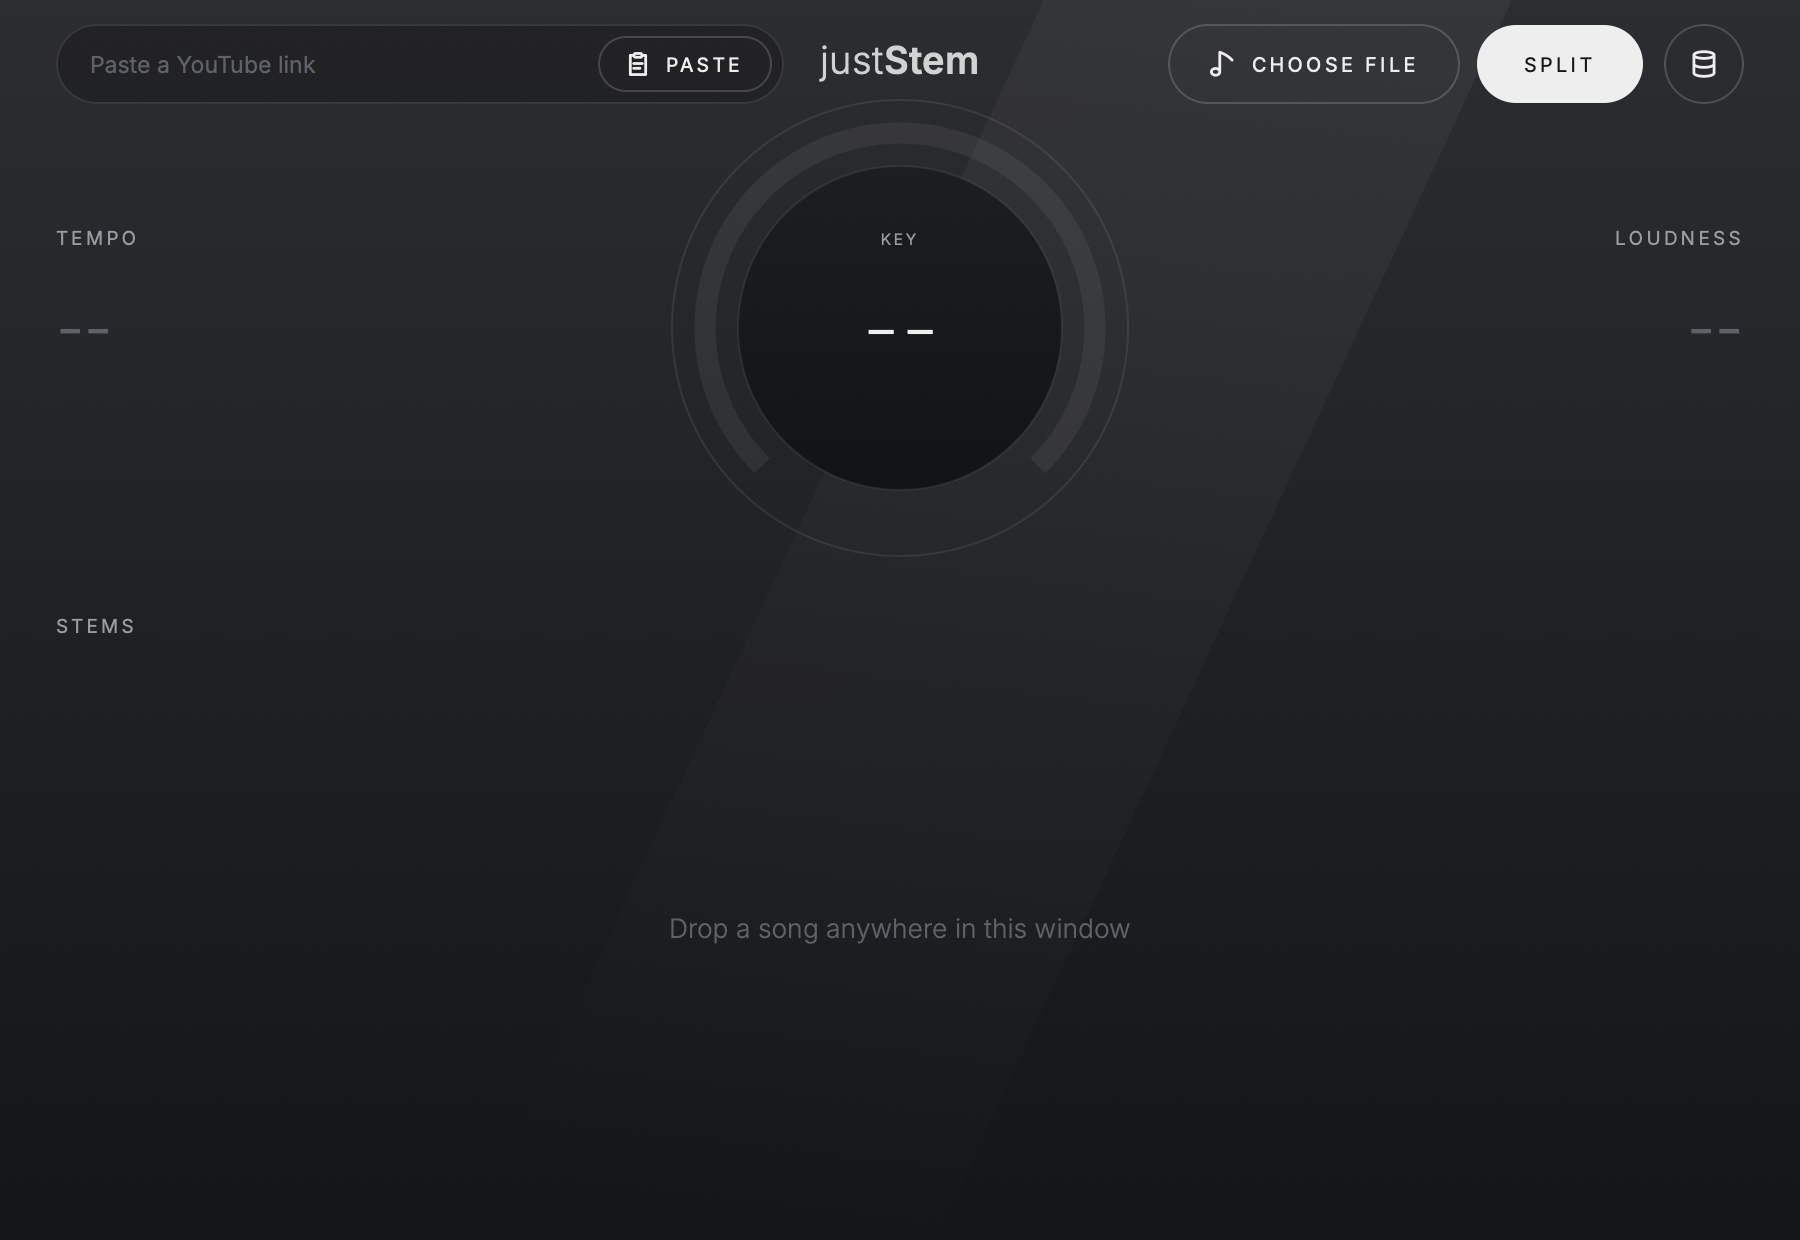 Paste a YouTube link
PASTE
justStem
CHOOSE FILE
SPLIT
TEMPO
KEY
LOUDNESS
--
--
--
STEMS
Drop a song anywhere in this window